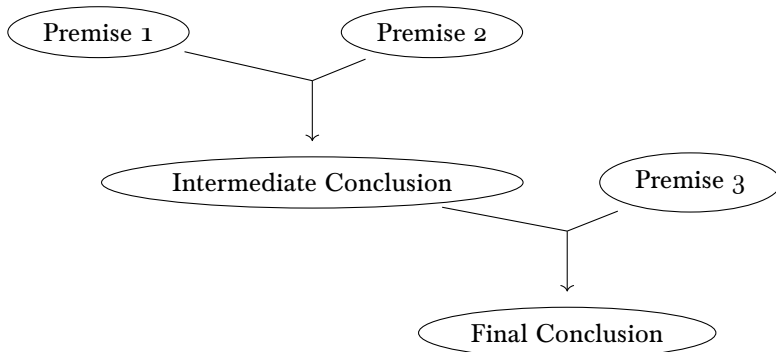 Premise 1
Premise 2
Intermediate Conclusion
Premise 3
Final Conclusion